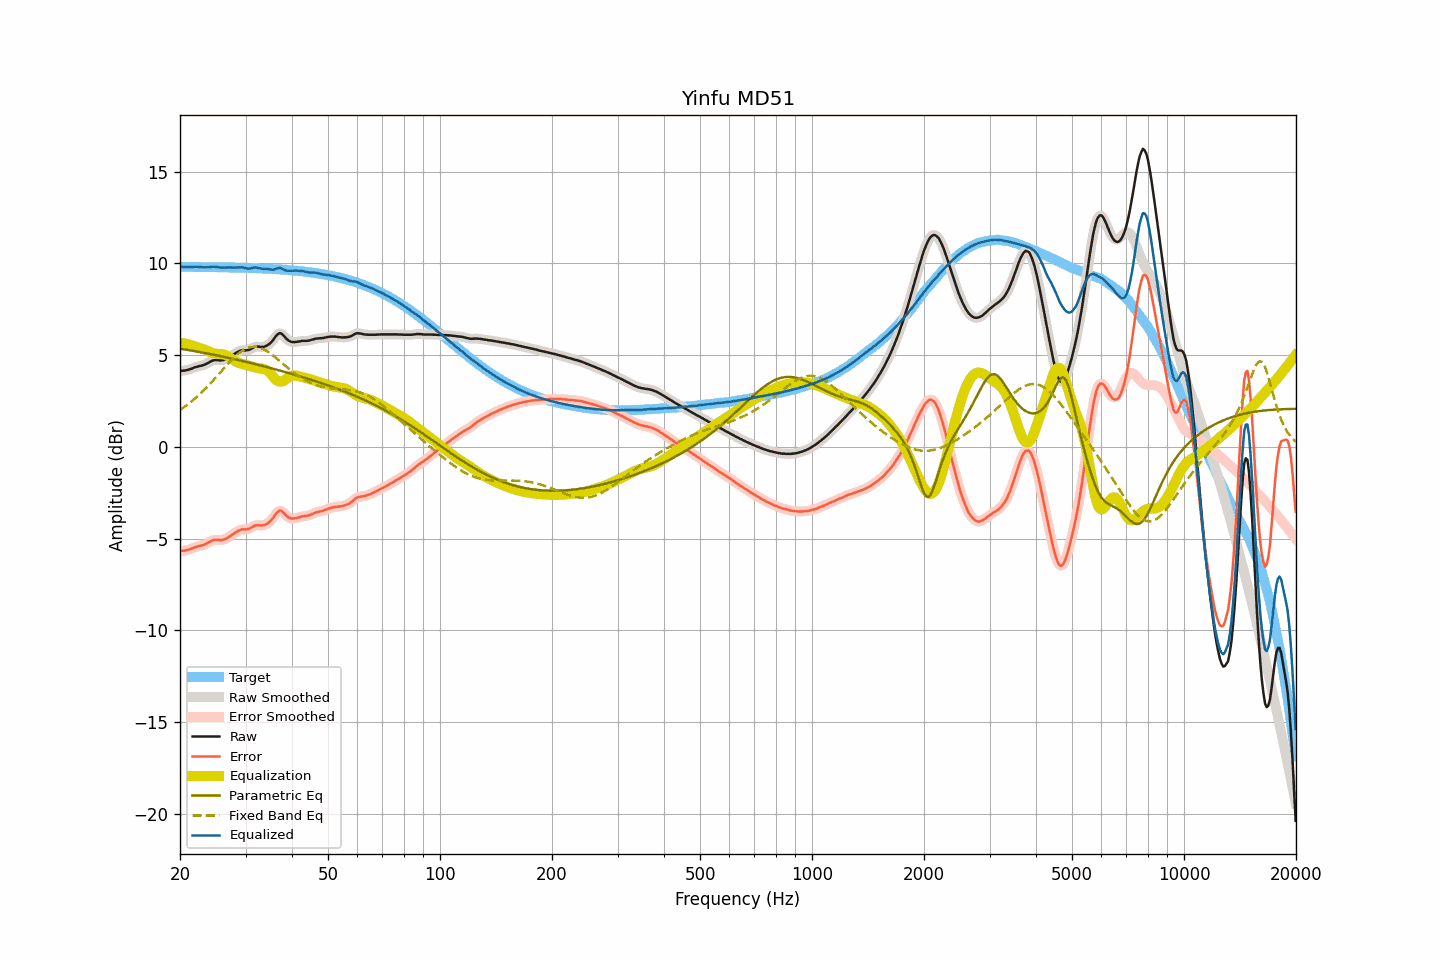 Yinfu MD51
Amplitude (dBr)
15
10
5
0
−5
−10
−15
−20
Target
Raw Smoothed
Error Smoothed
Raw
Error
Equalization
Parametric Eq
Fixed Band Eq
Equalized
20 50 100 200 500 1000 2000 5000 10000 20000
Frequency (Hz)